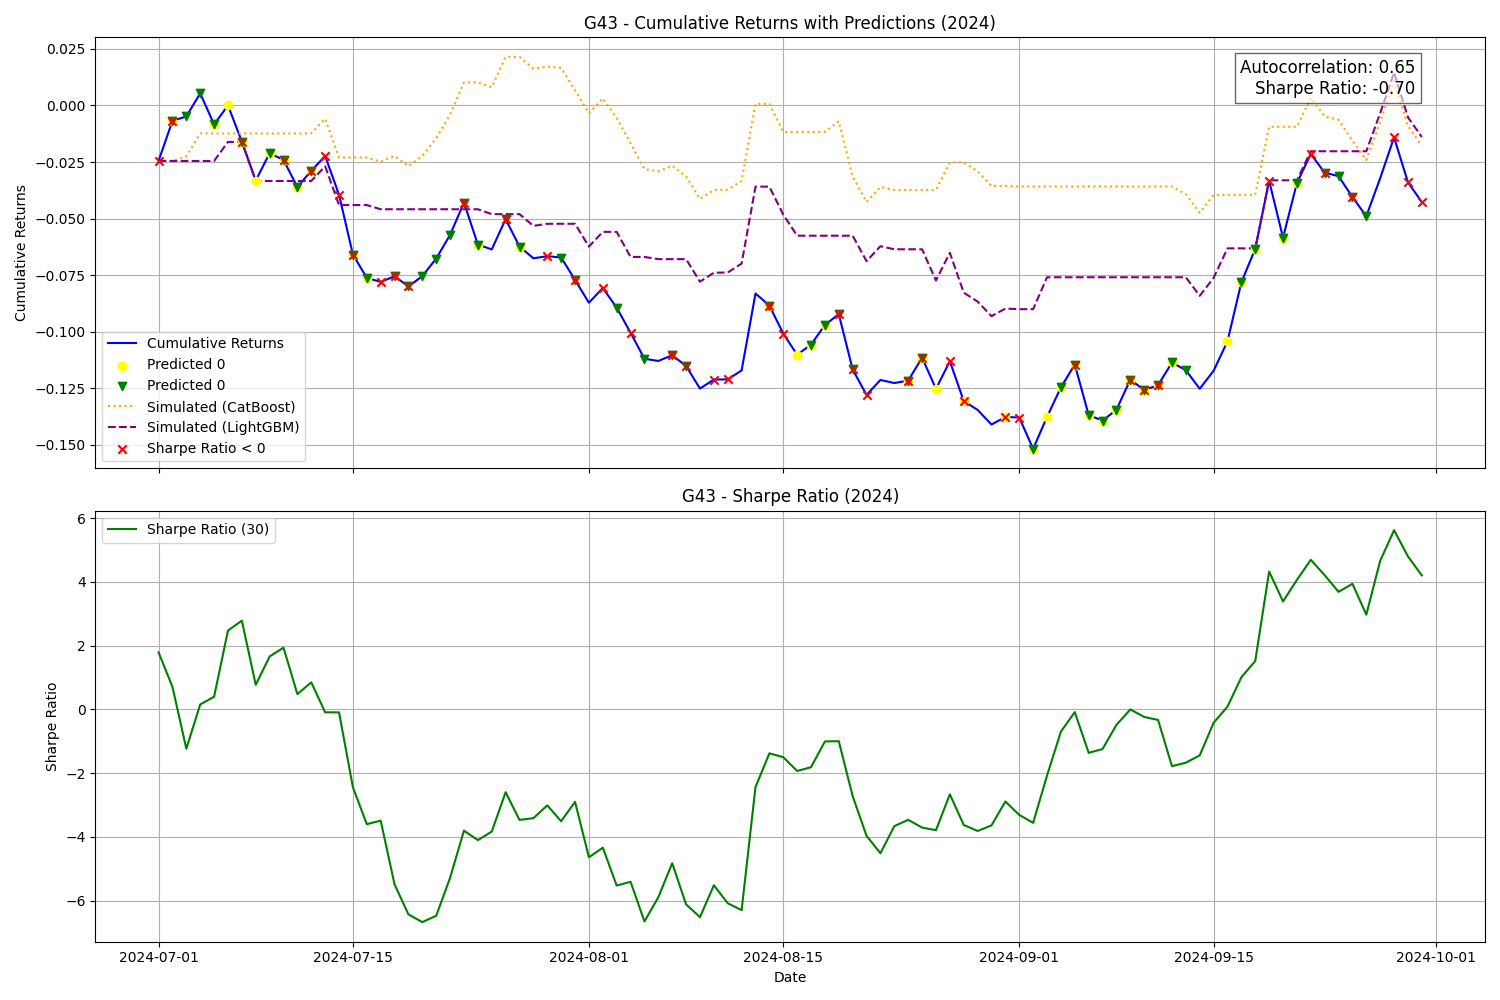 G43 - Cumulative Returns with Predictions (2024)
Cumulative Returns
0.025
0.000
−0.025
−0.050
−0.075
−0.100
−0.125
−0.150
Autocorrelation: 0.65
Sharpe Ratio: -0.70
Cumulative Returns
Predicted 0
Predicted 0
Simulated (CatBoost)
Simulated (LightGBM)
Sharpe Ratio < 0
G43 - Sharpe Ratio (2024)
Sharpe Ratio
6
4
2
0
−2
−4
−6
Sharpe Ratio (30)
2024-07-01
2024-07-15
2024-08-01
2024-08-15
2024-09-01
2024-09-15
2024-10-01
Date